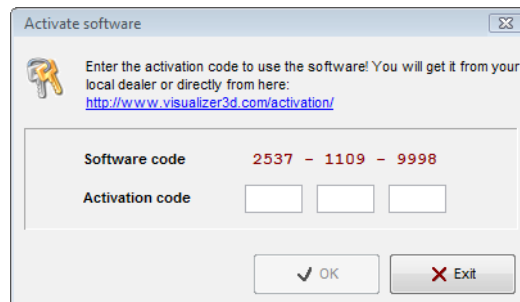 Activate software
Enter the activation code to use the software! You will get it from your
local dealer or directly from here:
http://www.visualizer3d.com/activation/
Software code 2537 - 1109 - 9998
Activation code
OK Exit